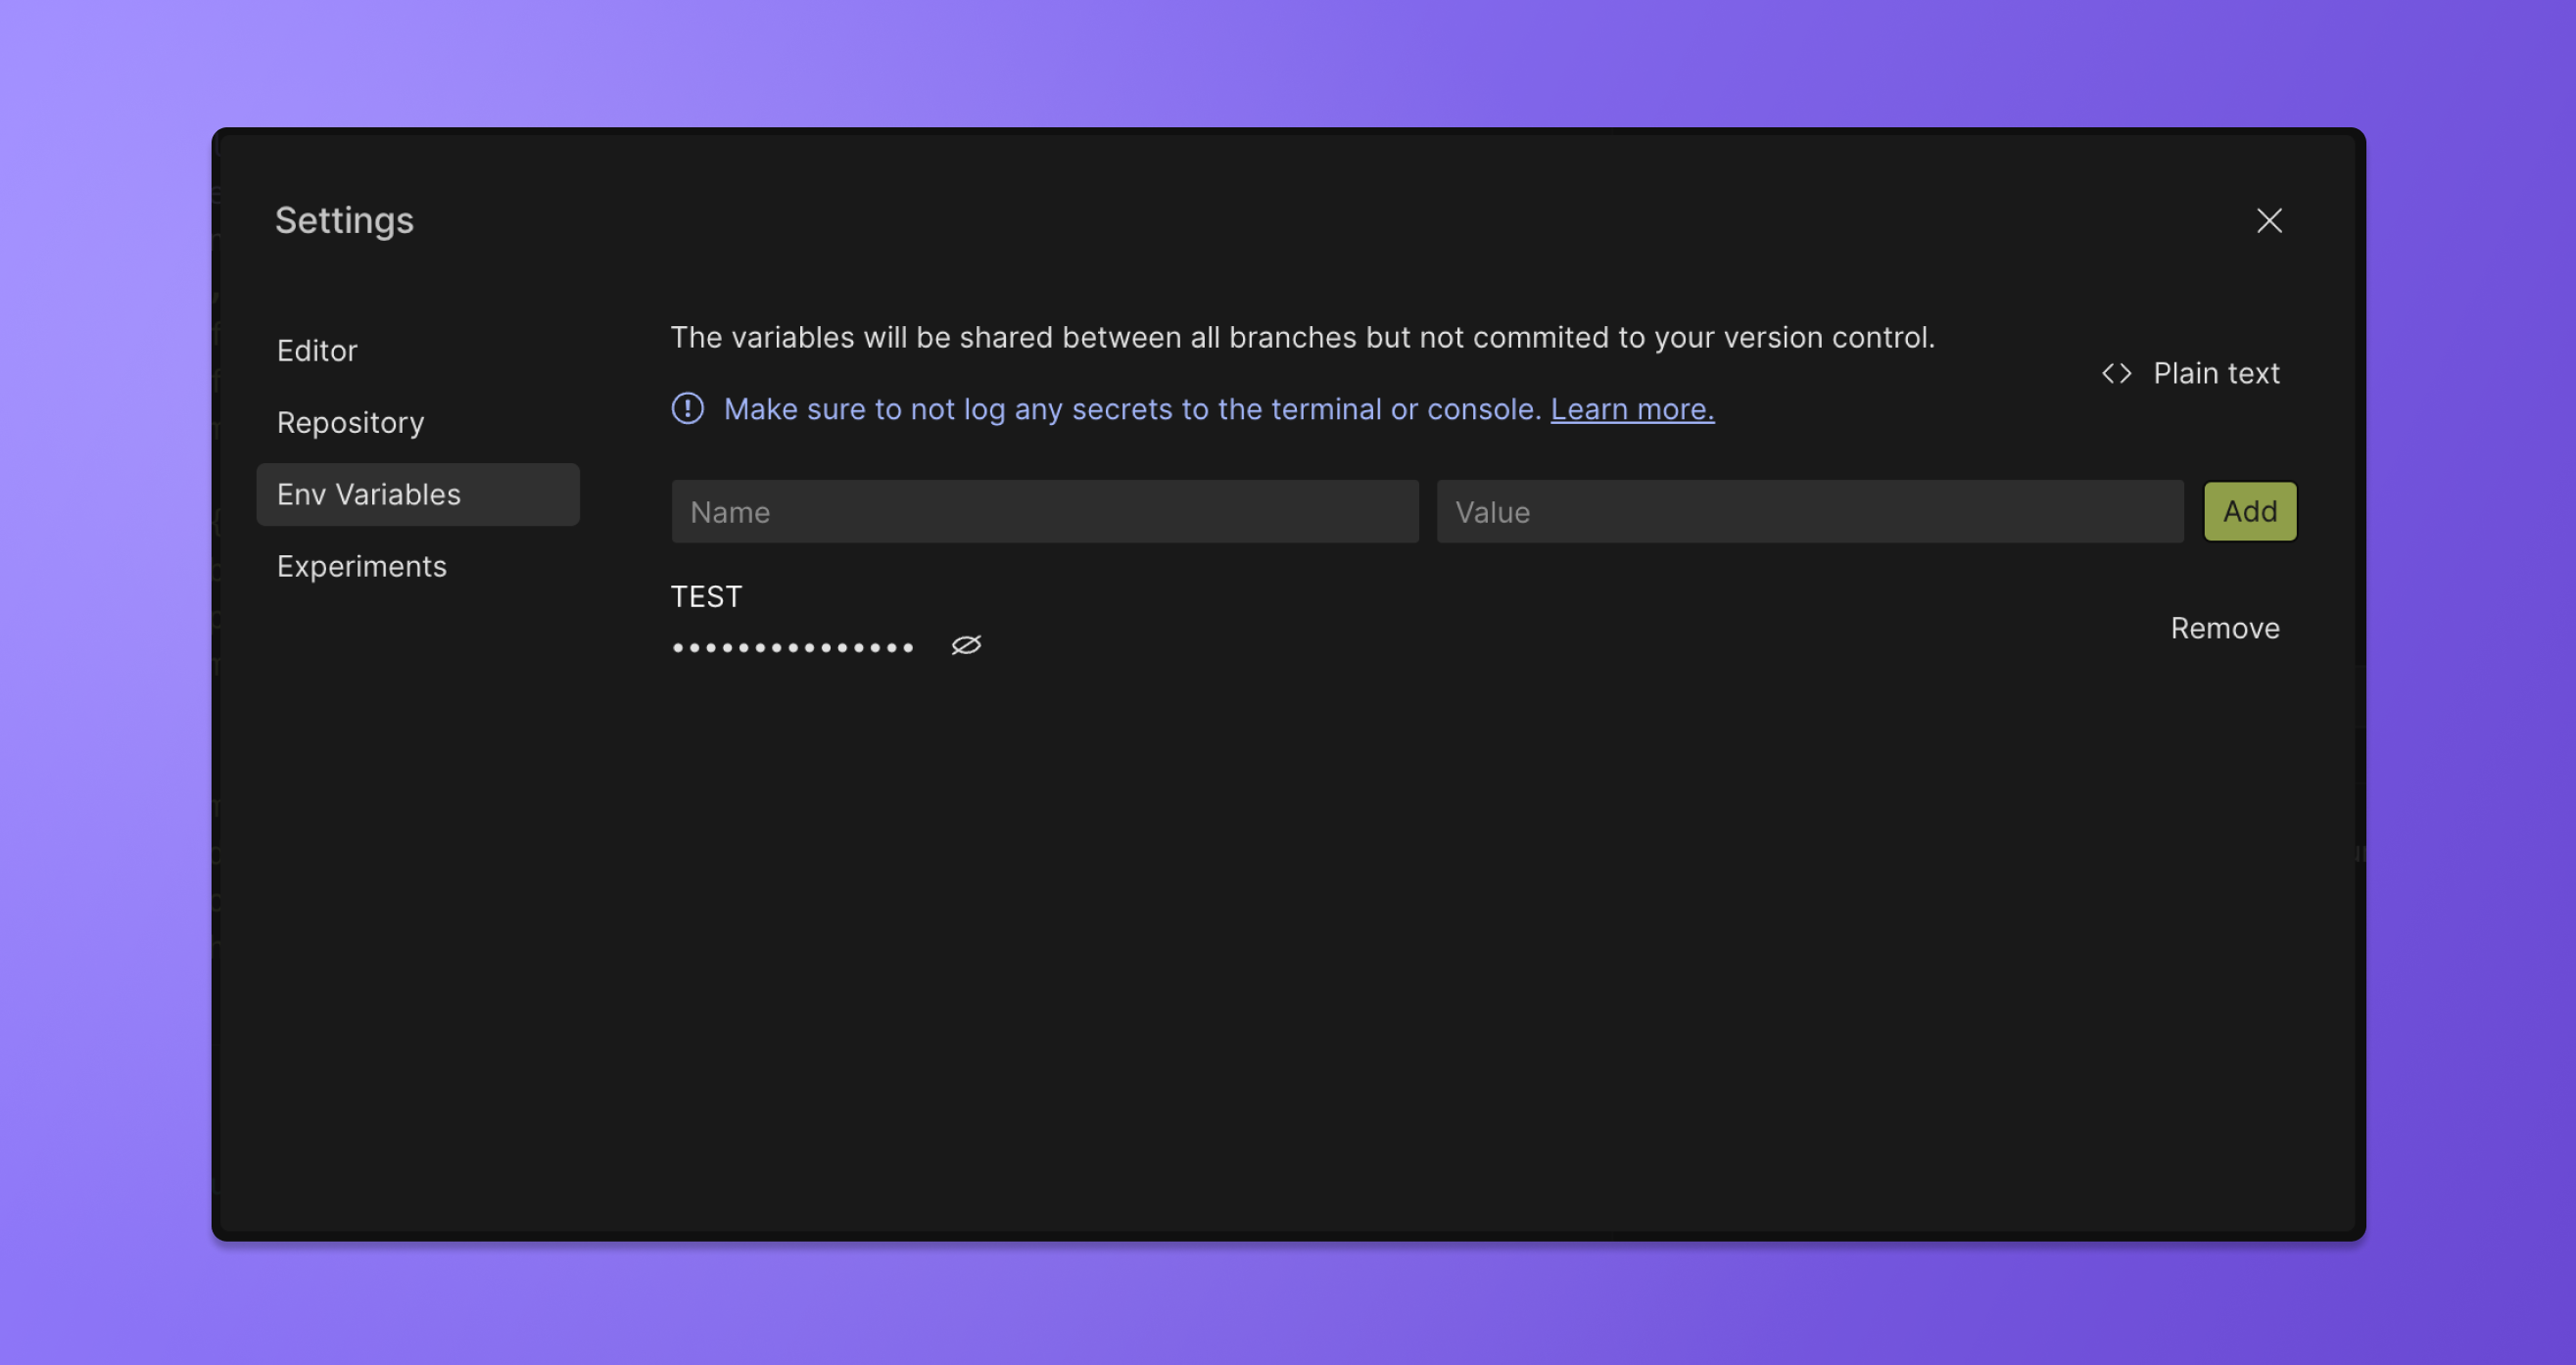 Settings
Editor
Repository
Env Variables
Experiments
The variables will be shared between all branches but not commited to your version control.
Make sure to not log any secrets to the terminal or console. Learn more.
<> Plain text
Name
Value
Add
TEST
•••••••••••••••
Remove